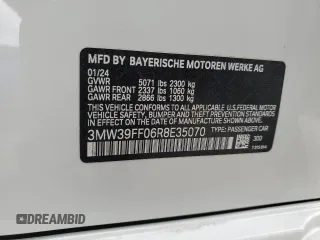 MFD BY BAYERISCHE MOTOREN WERKE AG
01/24
GVWR 5071 lbs 2300 kg
GAWR FRONT 2337 lbs 1060 kg
GAWR REAR 2866 lbs 1300 kg
THIS VEHICLE CONFORMS TO ALL APPLICABLE U.S. FEDERAL
MOTOR VEHICLE SAFETY, BUMPER, AND THEFT PREVENTION
STANDARDS IN EFFECT ON THE DATE OF MANUFACTURE SHOWN ABOVE.
3MW39FF06R8E35070
TYPE: PASSENGER CAR
300
DREAMBID